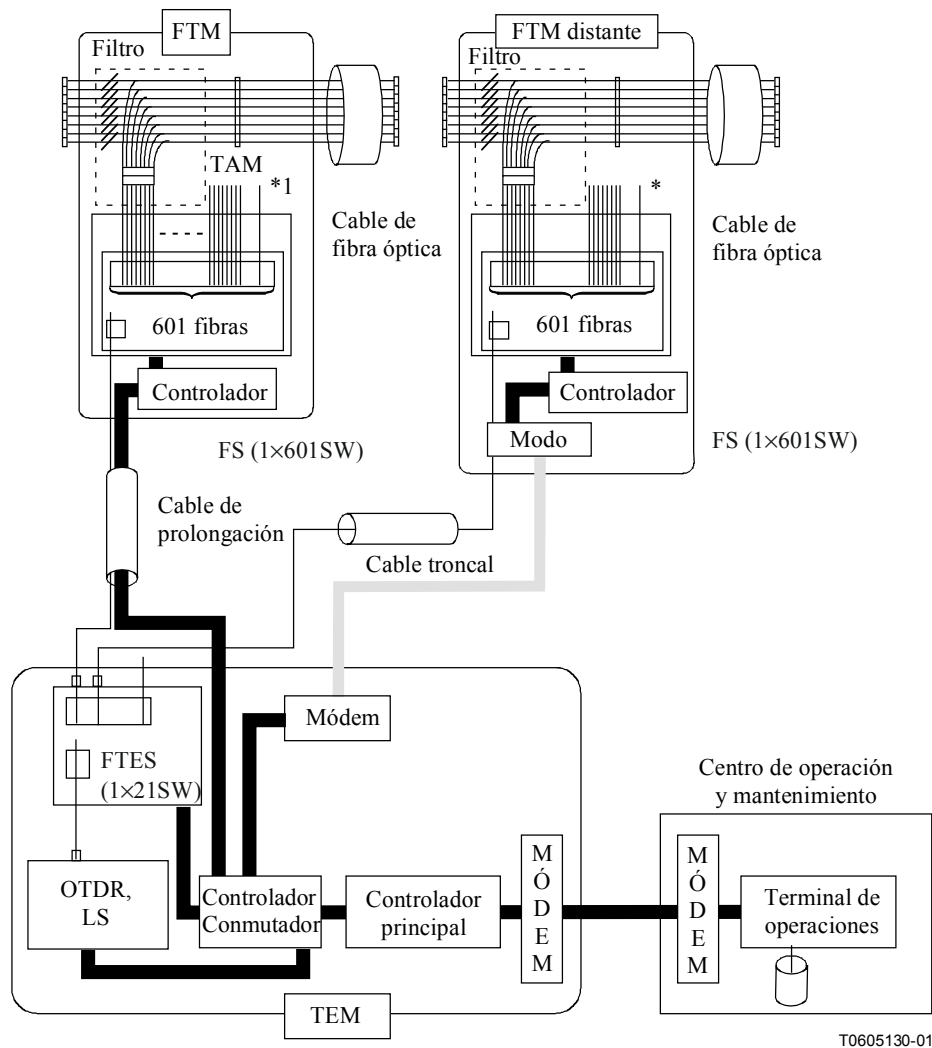 FTM
Filtro
TAM
*1
Cable de
fibra óptica
601 fibras
Controlador
FS (1×601SW)
FTM distante
Filtro
*
Cable de
fibra óptica
601 fibras
Controlador
Modo
FS (1×601SW)
Cable de
prolongación
Cable troncal
FTES
(1×21SW)
Módem
OTDR,
LS
Controlador
Conmutador
Controlador
principal
MÓDEM
TEM
Centro de operación
y mantenimiento
MÓDEM
Terminal de
operaciones
T0605130-01